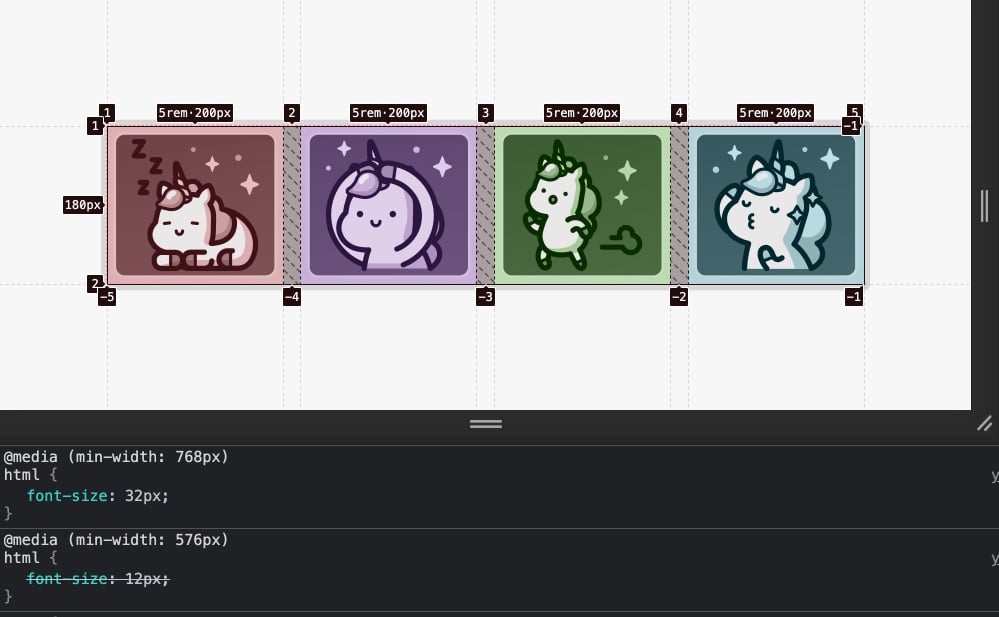 1 5rem·200px 2 5rem·200px 3 5rem·200px 4 5rem·200px 5
1 -1
Z
Z
Z
180px
2
-5 -4 -3 -2 -1
@media (min-width: 768px)
html {
font-size: 32px;
}
@media (min-width: 576px)
html {
font-size: 12px;
}